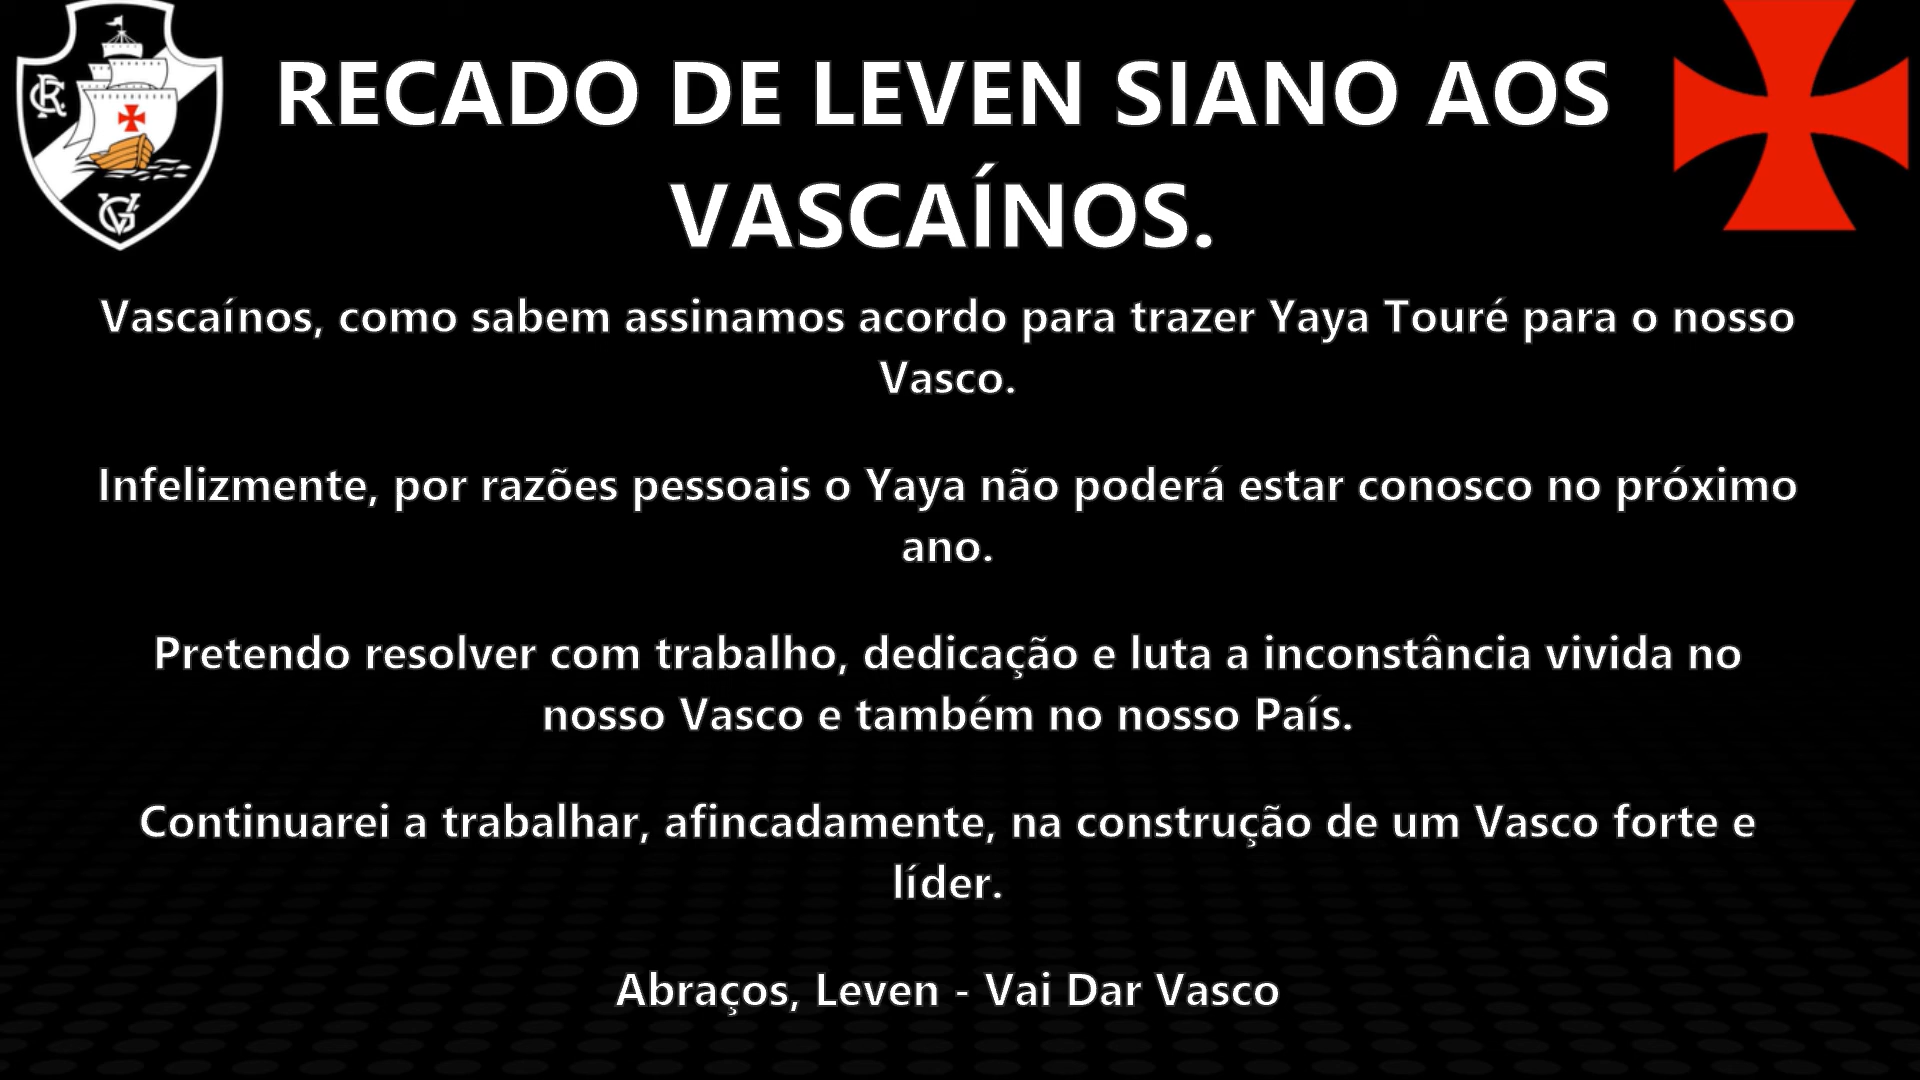 RECADO DE LEVEN SIANO AOS
VASCAÍNOS.
Vascaínos, como sabem assinamos acordo para trazer Yaya Touré para o nosso
Vasco.
Infelizmente, por razões pessoais o Yaya não poderá estar conosco no próximo
ano.
Pretendo resolver com trabalho, dedicação e luta a inconstância vivida no
nosso Vasco e também no nosso País.
Continuarei a trabalhar, afincadamente, na construção de um Vasco forte e
líder.
Abraços, Leven - Vai Dar Vasco